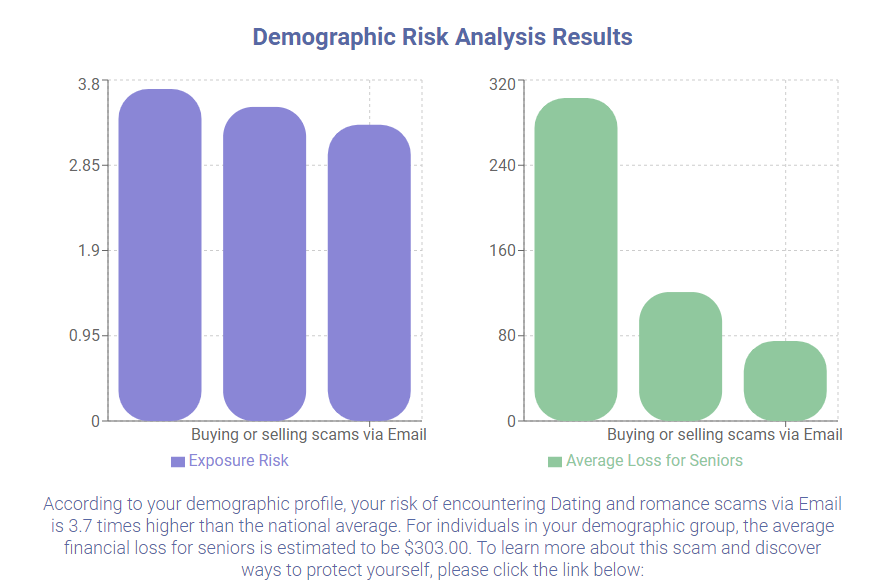 Demographic Risk Analysis Results
3.8
2.85
1.9
0.95
0
Buying or selling scams via Email
Exposure Risk
320
240
160
80
0
Buying or selling scams via Email
Average Loss for Seniors
According to your demographic profile, your risk of encountering Dating and romance scams via Email
is 3.7 times higher than the national average. For individuals in your demographic group, the average
financial loss for seniors is estimated to be $303.00. To learn more about this scam and discover
ways to protect yourself, please click the link below: